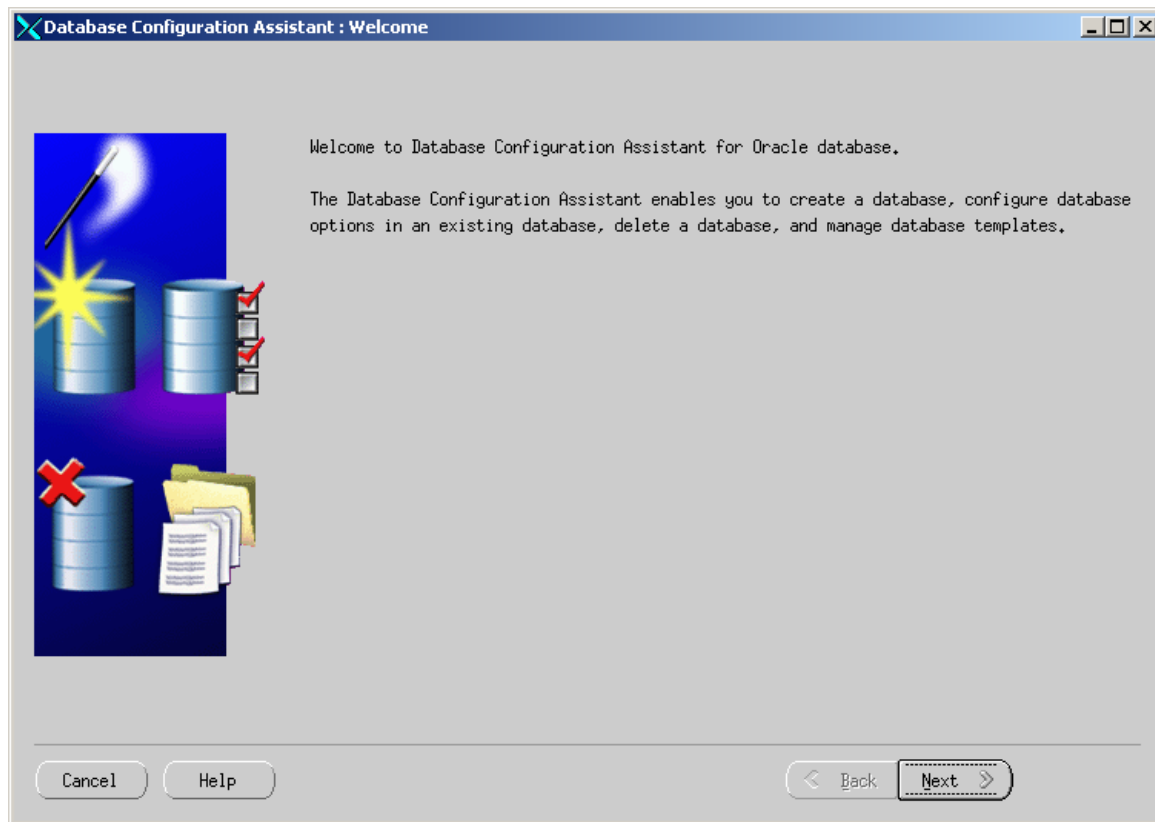 Database Configuration Assistant : Welcome
Welcome to Database Configuration Assistant for Oracle database.
The Database Configuration Assistant enables you to create a database, configure database
options in an existing database, delete a database, and manage database templates.
Cancel
Help
Back
Next